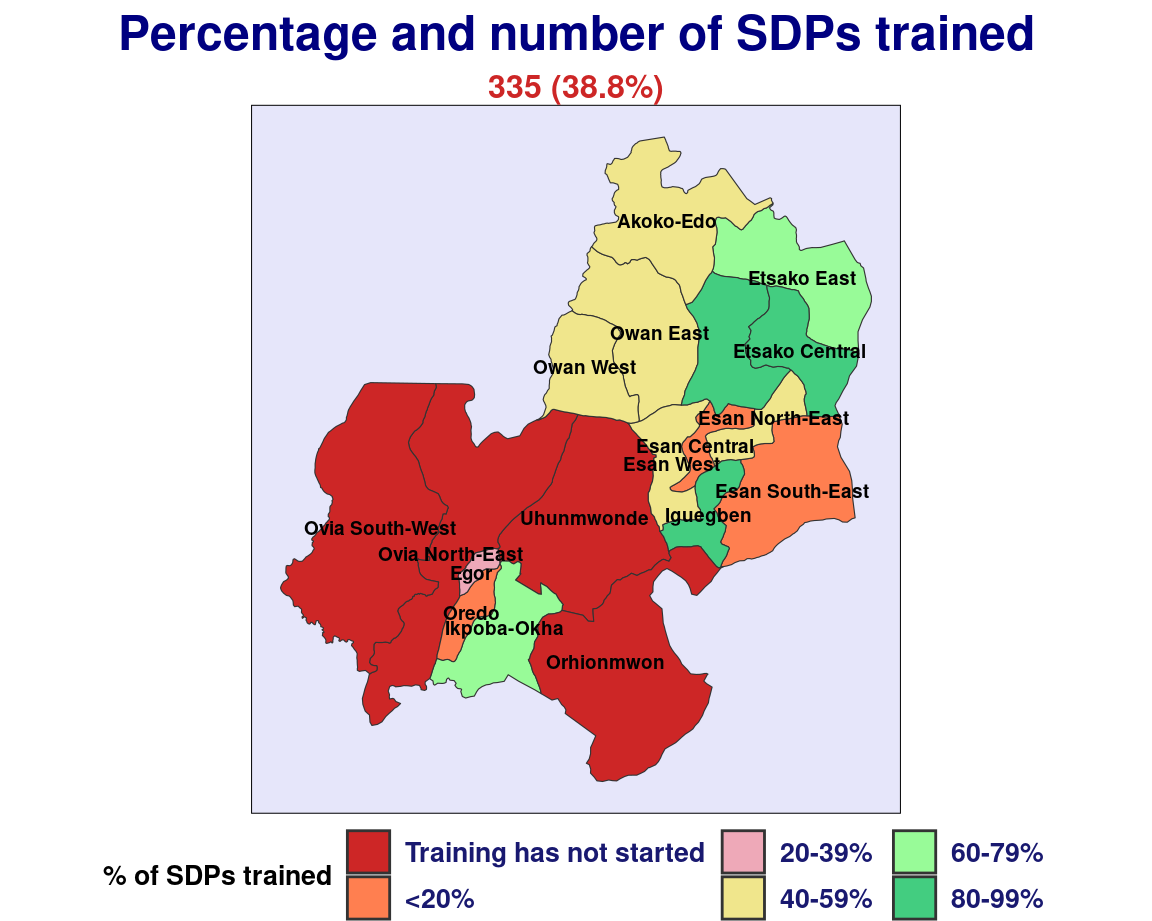 Percentage and number of SDPs trained
335 (38.8%)
Akoko-Edo
Etsako East
Owan East
Etsako Central
Owan West
Esan North-East
Esan Central
Esan West
Esan South-East
Iguegben
Uhunmwonde
Ovia South-West
Ovia North-East
Egor
Oredo
Ikpoba-Okha
Orhionmwon
% of SDPs trained
Training has not started
<20%
20-39%
40-59%
60-79%
80-99%